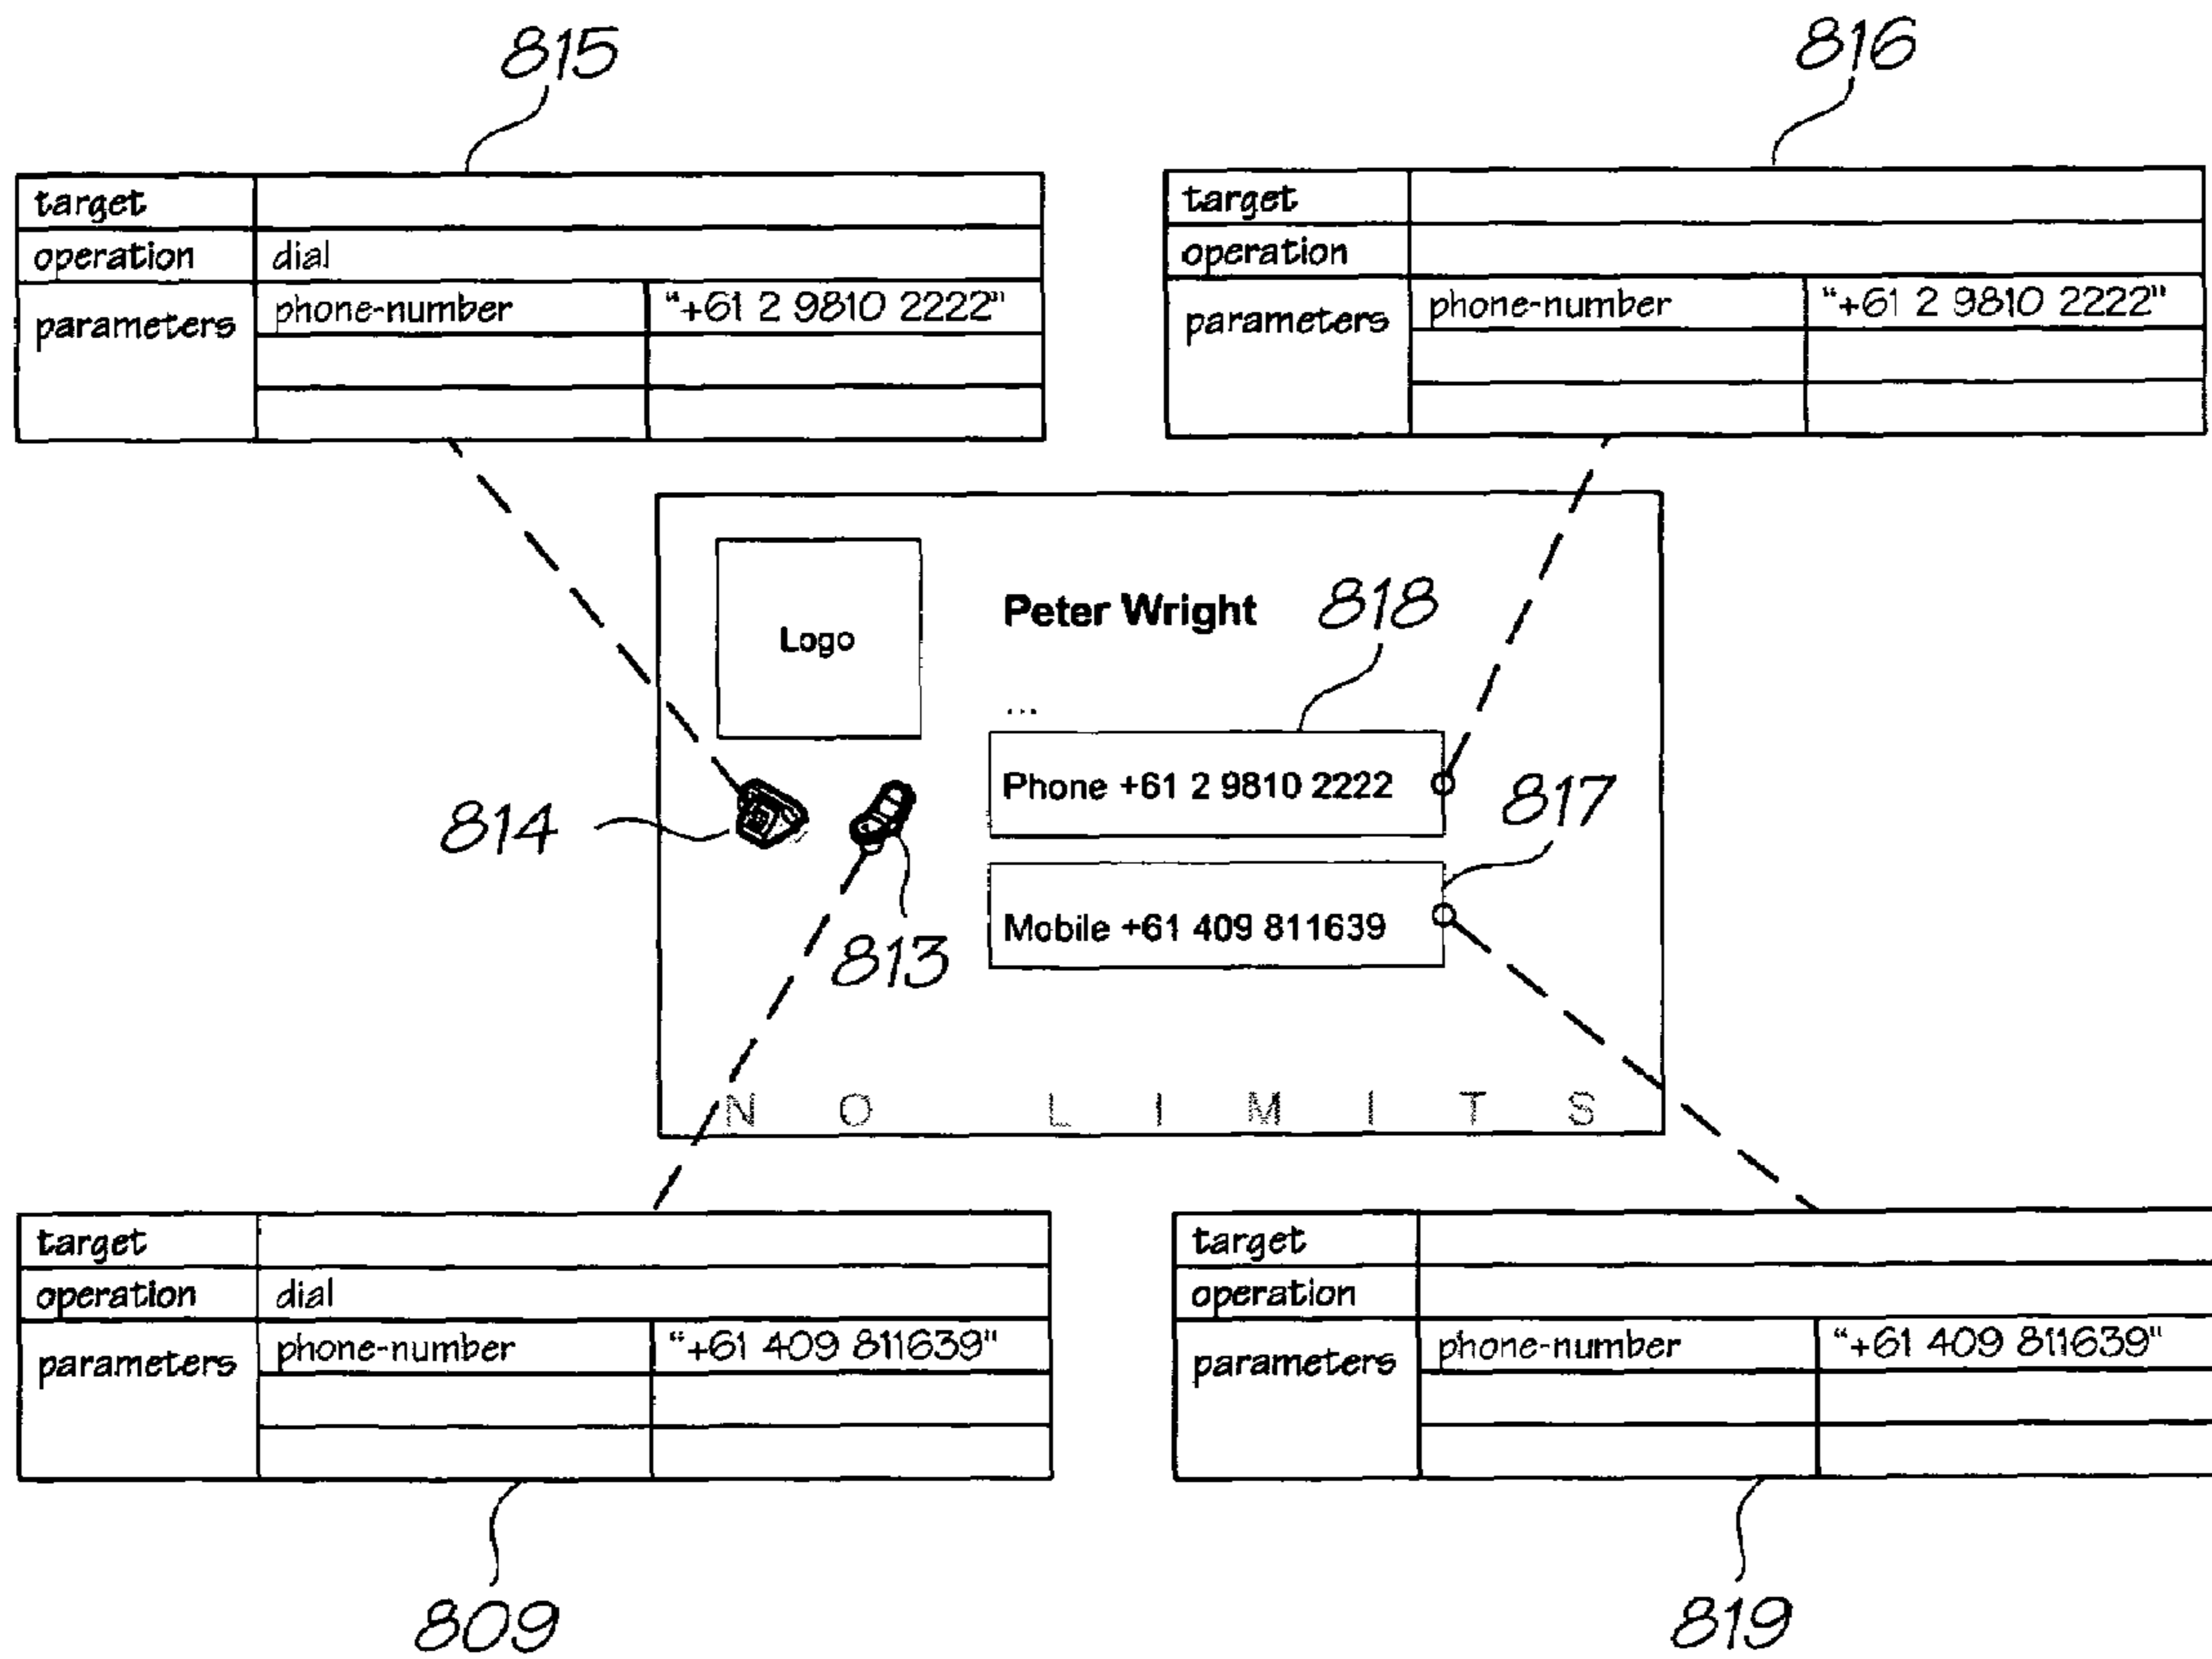 815
816
target
operation dial
parameters phone-number "+61 2 9810 2222"
target
operation
parameters phone-number "+61 2 9810 2222"
Logo
Peter Wright
818
...
Phone +61 2 9810 2222
817
814
Mobile +61 409 811639
813
NO LIMITS
target
operation dial
parameters phone-number "+61 409 811639"
target
operation
parameters phone-number "+61 409 811639"
809
819